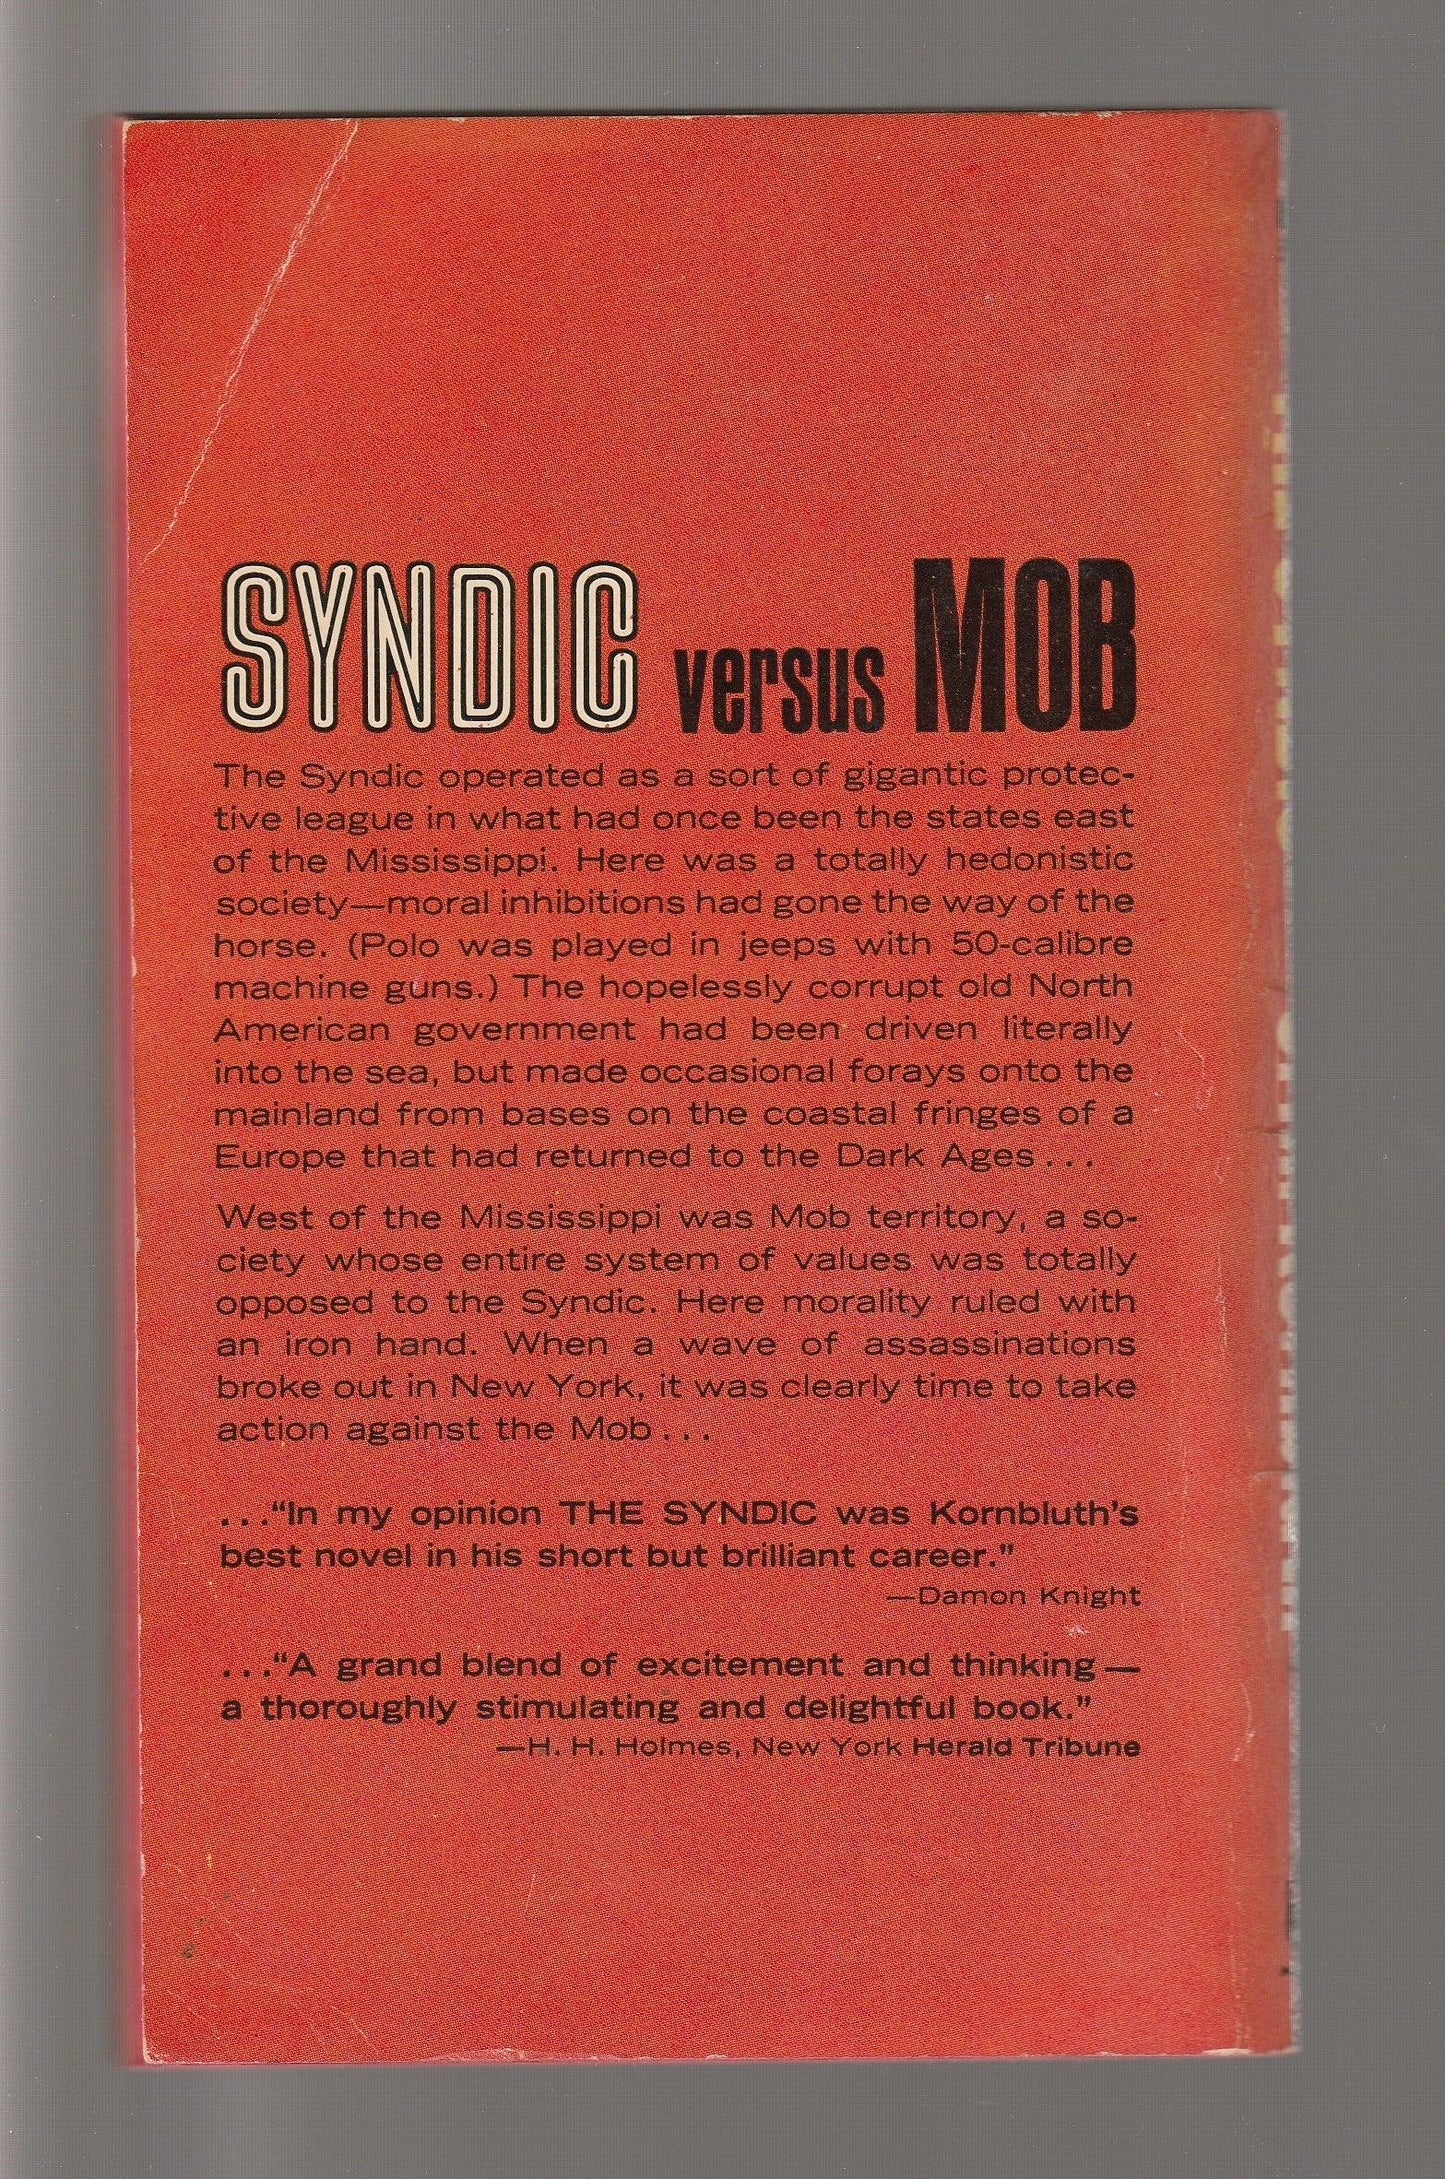 SYNDIC versus MOB
The Syndic operated as a sort of gigantic protec-
tive league in what had once been the states east
of the Mississippi. Here was a totally hedonistic
society—moral inhibitions had gone the way of the
horse. (Polo was played in jeeps with 50-calibre
machine guns.) The hopelessly corrupt old North
American government had been driven literally
into the sea, but made occasional forays onto the
mainland from bases on the coastal fringes of a
Europe that had returned to the Dark Ages...
West of the Mississippi was Mob territory, a so-
ciety whose entire system of values was totally
opposed to the Syndic. Here morality ruled with
an iron hand. When a wave of assassinations
broke out in New York, it was clearly time to take
action against the Mob...
..."In my opinion THE SYNDIC was Kornbluth's
best novel in his short but brilliant career."
—Damon Knight
..."A grand blend of excitement and thinking—
a thoroughly stimulating and delightful book."
—H. H. Holmes, New York Herald Tribune